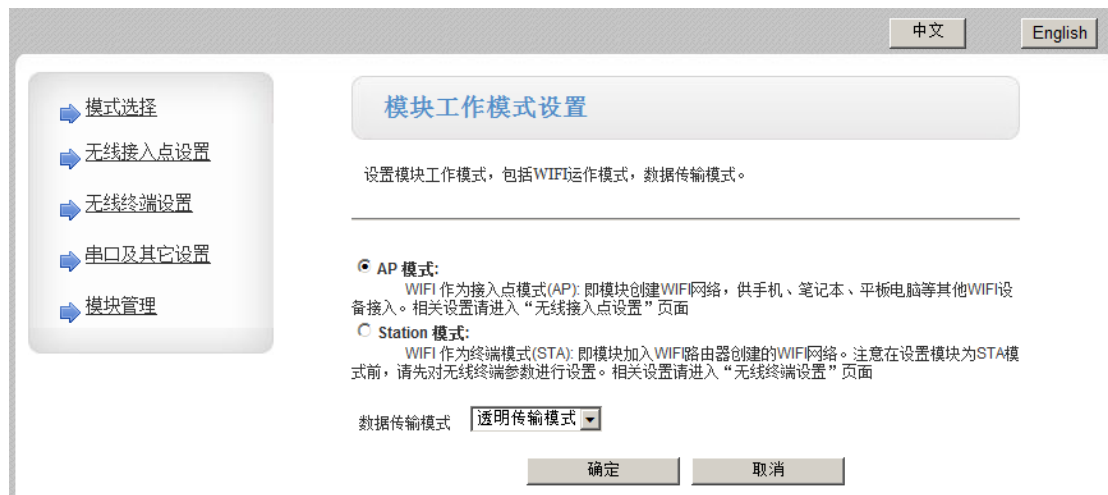 中文
English
模式选择
无线接入点设置
无线终端设置
串口及其它设置
模块管理
模块工作模式设置
设置模块工作模式，包括WIFI运作模式，数据传输模式。
AP 模式:
WIFI 作为接入点模式(AP): 即模块创建WIFI网络，供手机、笔记本、平板电脑等其他WIFI设
备接入。相关设置请进入“无线接入点设置”页面
Station 模式:
WIFI 作为终端模式(STA): 即模块加入WIFI路由器创建的WIFI网络。注意在设置模块为STA模
式前，请先对无线终端参数进行设置。相关设置请进入“无线终端设置”页面
数据传输模式 透明传输模式
确定 取消